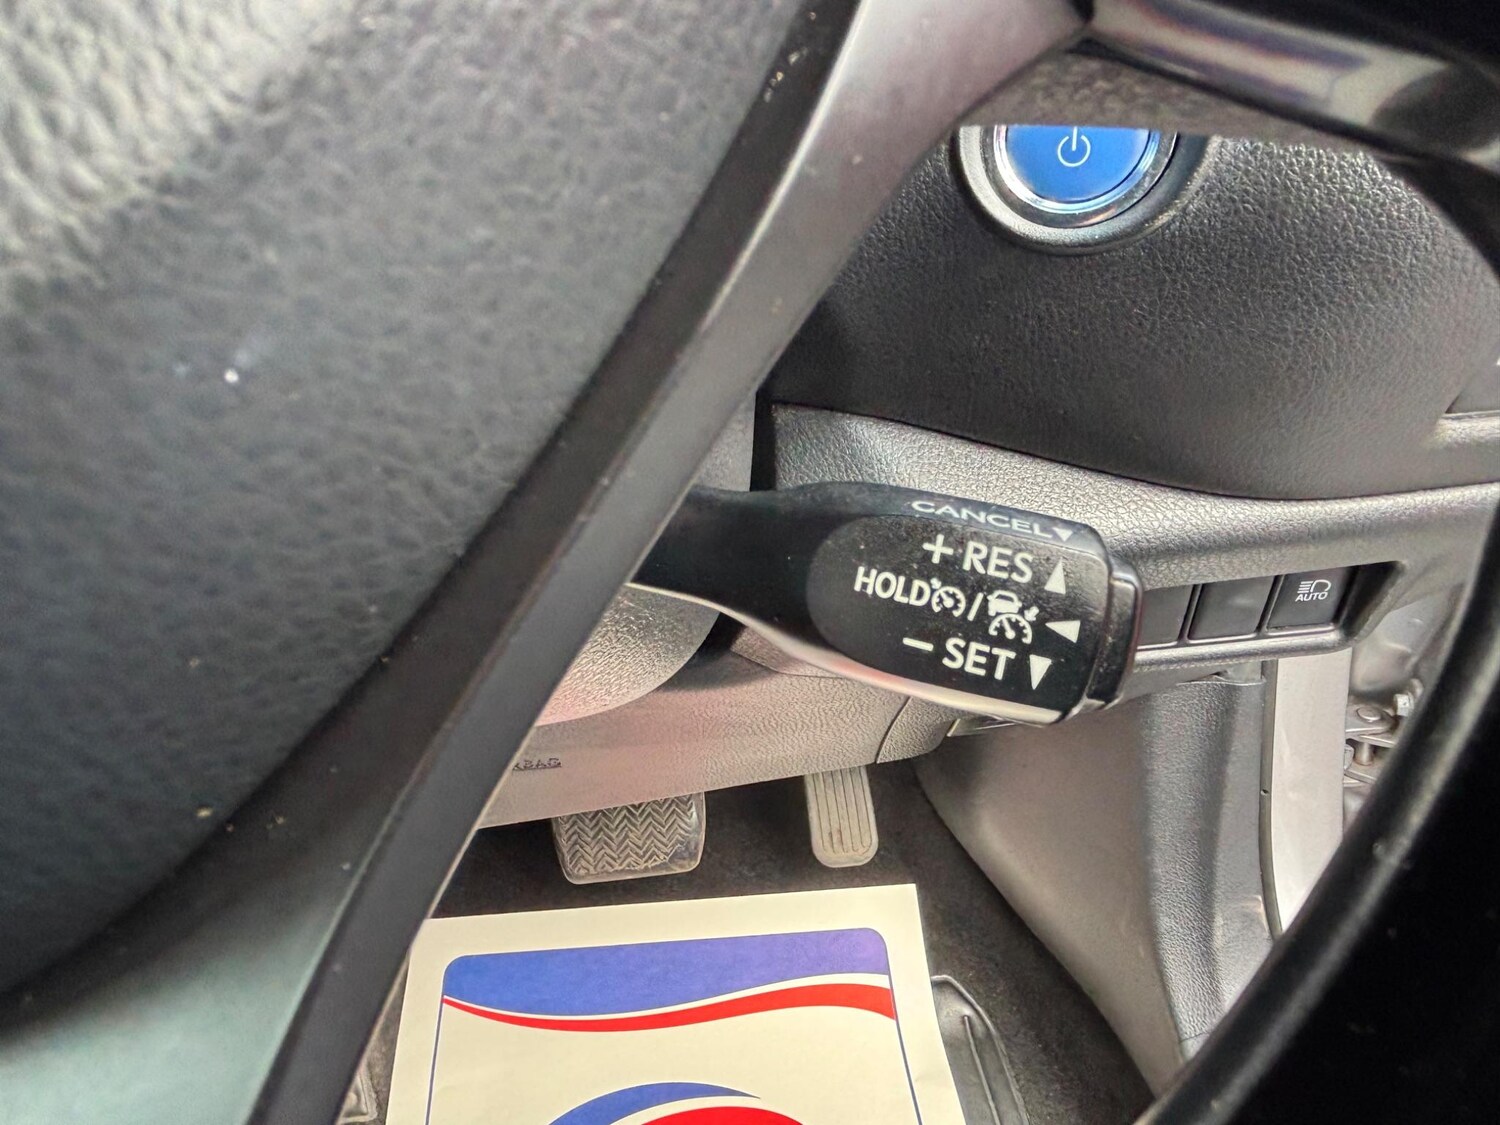 CANCEL
+ RES
HOLD /
- SET
AUTO